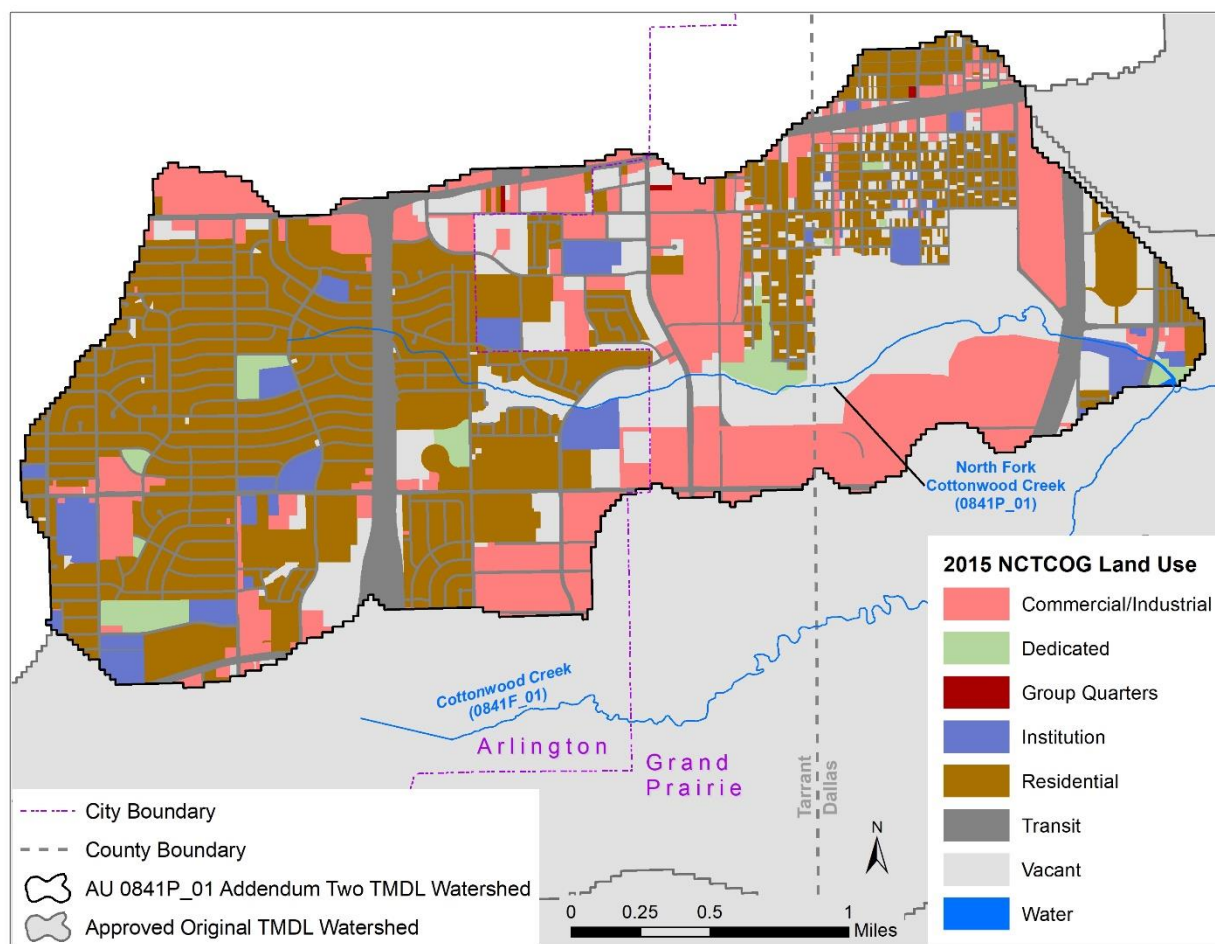 North Fork
Cottonwood Creek
(0841P_01)
Cottonwood Creek
(0841F_01)
Arlington
Grand
Prairie
Tarrant
Dallas
2015 NCTCOG Land Use
Commercial/Industrial
Dedicated
Group Quarters
Institution
Residential
Transit
Vacant
Water
City Boundary
County Boundary
AU 0841P_01 Addendum Two TMDL Watershed
Approved Original TMDL Watershed
N
0 0.25 0.5 1
Miles